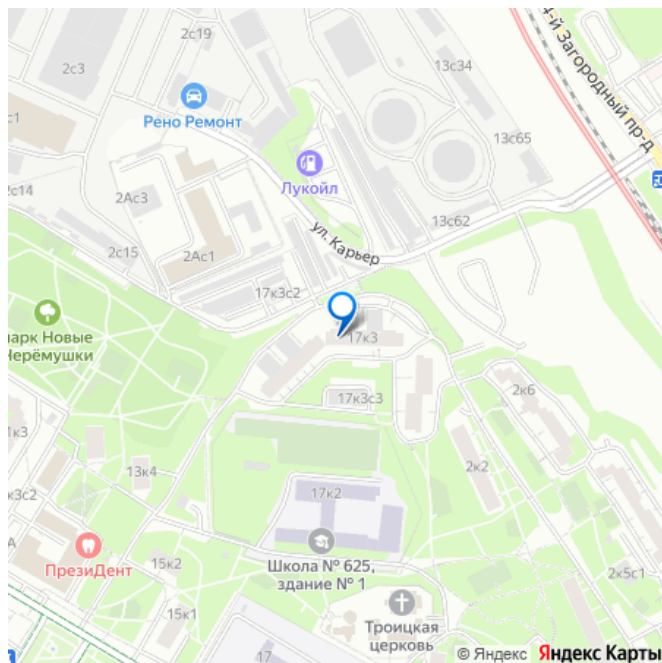 2с19
4-й Загородный пр-д
2с3
13с34
с1
Рено Ремонт
13с65
Лукойл
2с14
2Ас3
13с62
ул. Карьер
2с15
2Ас1
17к3с2
парк Новые
Черёмушки
17к3
17к3с3
2к6
1к3
13к4
2к2
к3с2
17к2
А
ПрезиДент
15к2
Школа № 625,
здание № 1
2к5с1
15к1
Троицкая
церковь
17
© Яндекс Яндекс Карты